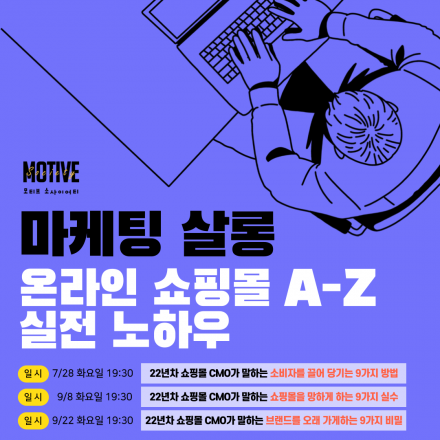 MOTIVE
Society
모티브 소사이어티
마케팅 살롱
온라인 쇼핑몰 A-Z
실전 노하우
일시 7/28 화요일 19:30 22년차 쇼핑몰 CMO가 말하는 소비자를 끌어 당기는 9가지 방법
일시 9/8 화요일 19:30 22년차 쇼핑몰 CMO가 말하는 쇼핑몰을 망하게 하는 9가지 실수
일시 9/22 화요일 19:30 22년차 쇼핑몰 CMO가 말하는 브랜드를 오래 가게하는 9가지 비밀